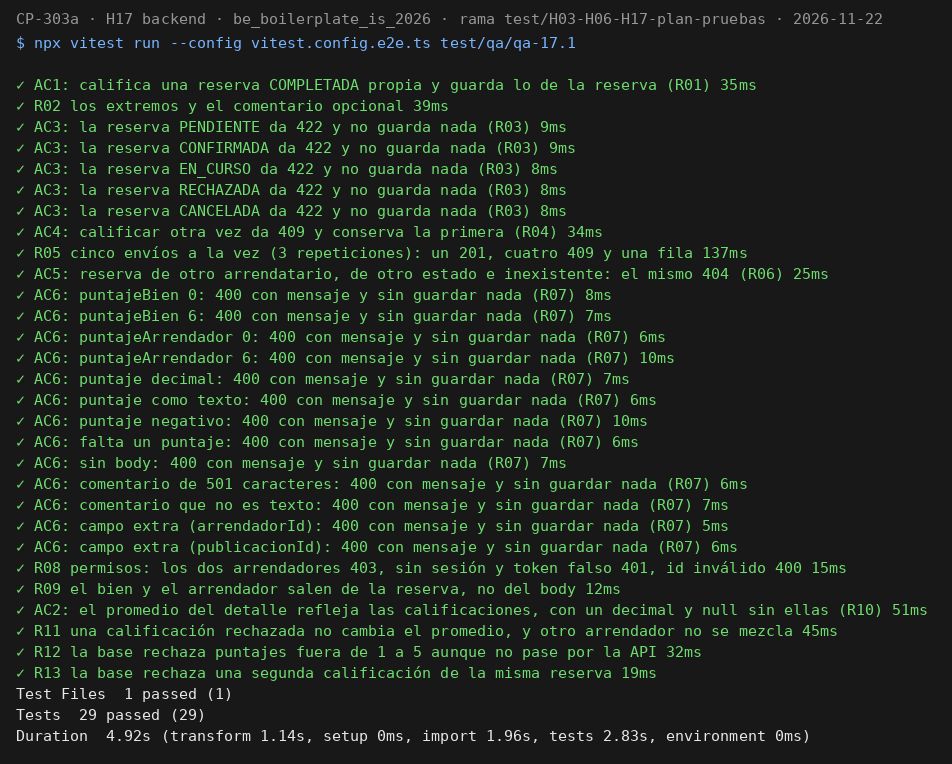 CP-303a · H17 backend · be_boilerplate_is_2026 · rama test/H03-H06-H17-plan-pruebas · 2026-11-22
$ npx vitest run --config vitest.config.e2e.ts test/qa/qa-17.1
✓ AC1: califica una reserva COMPLETADA propia y guarda lo de la reserva (R01) 35ms
✓ R02 los extremos y el comentario opcional 39ms
✓ AC3: la reserva PENDIENTE da 422 y no guarda nada (R03) 9ms
✓ AC3: la reserva CONFIRMADA da 422 y no guarda nada (R03) 9ms
✓ AC3: la reserva EN_CURSO da 422 y no guarda nada (R03) 8ms
✓ AC3: la reserva RECHAZADA da 422 y no guarda nada (R03) 8ms
✓ AC3: la reserva CANCELADA da 422 y no guarda nada (R03) 8ms
✓ AC4: calificar otra vez da 409 y conserva la primera (R04) 34ms
✓ R05 cinco envíos a la vez (3 repeticiones): un 201, cuatro 409 y una fila 137ms
✓ AC5: reserva de otro arrendatario, de otro estado e inexistente: el mismo 404 (R06) 25ms
✓ AC6: puntajeBien 0: 400 con mensaje y sin guardar nada (R07) 8ms
✓ AC6: puntajeBien 6: 400 con mensaje y sin guardar nada (R07) 7ms
✓ AC6: puntajeArrendador 0: 400 con mensaje y sin guardar nada (R07) 6ms
✓ AC6: puntajeArrendador 6: 400 con mensaje y sin guardar nada (R07) 10ms
✓ AC6: puntaje decimal: 400 con mensaje y sin guardar nada (R07) 7ms
✓ AC6: puntaje como texto: 400 con mensaje y sin guardar nada (R07) 6ms
✓ AC6: puntaje negativo: 400 con mensaje y sin guardar nada (R07) 10ms
✓ AC6: falta un puntaje: 400 con mensaje y sin guardar nada (R07) 6ms
✓ AC6: sin body: 400 con mensaje y sin guardar nada (R07) 7ms
✓ AC6: comentario de 501 caracteres: 400 con mensaje y sin guardar nada (R07) 6ms
✓ AC6: comentario que no es texto: 400 con mensaje y sin guardar nada (R07) 7ms
✓ AC6: campo extra (arrendadorId): 400 con mensaje y sin guardar nada (R07) 5ms
✓ AC6: campo extra (publicacionId): 400 con mensaje y sin guardar nada (R07) 6ms
✓ R08 permisos: los dos arrendadores 403, sin sesión y token falso 401, id inválido 400 15ms
✓ R09 el bien y el arrendador salen de la reserva, no del body 12ms
✓ AC2: el promedio del detalle refleja las calificaciones, con un decimal y null sin ellas (R10) 51ms
✓ R11 una calificación rechazada no cambia el promedio, y otro arrendador no se mezcla 45ms
✓ R12 la base rechaza puntajes fuera de 1 a 5 aunque no pase por la API 32ms
✓ R13 la base rechaza una segunda calificación de la misma reserva 19ms
Test Files  1 passed (1)
Tests  29 passed (29)
Duration  4.92s (transform 1.14s, setup 0ms, import 1.96s, tests 2.83s, environment 0ms)